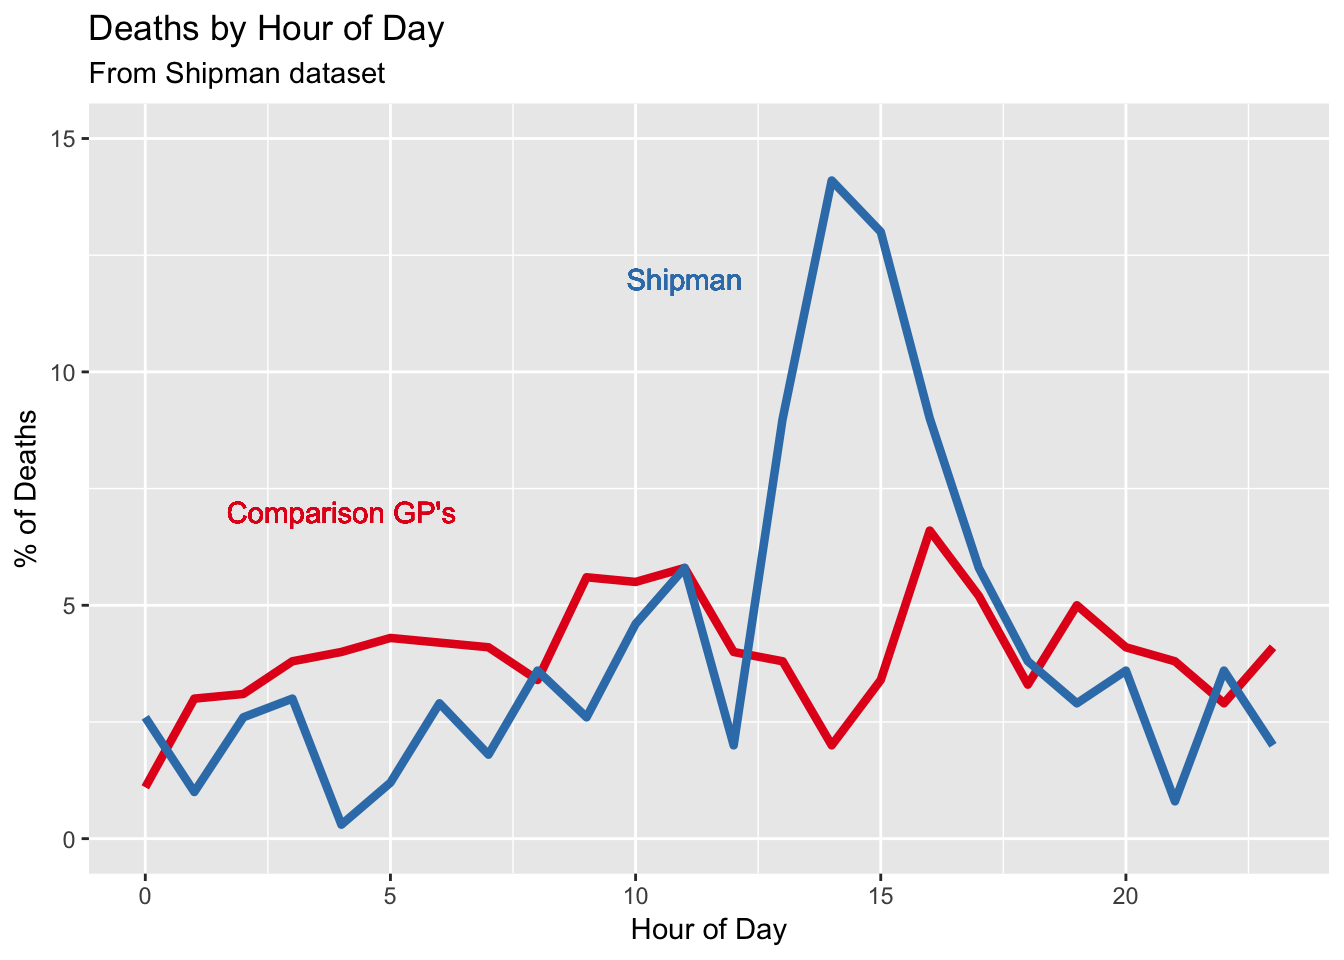 Deaths by Hour of Day
From Shipman dataset
15
10
5
0
% of Deaths
Shipman
Comparison GP's
0 5 10 15 20
Hour of Day